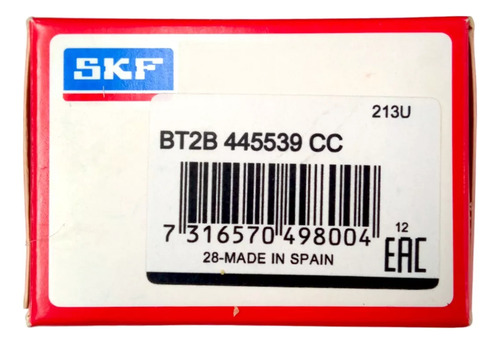 SKF
213U
BT2B 445539 CC
7 316570 498004
12
28-MADE IN SPAIN
EAC